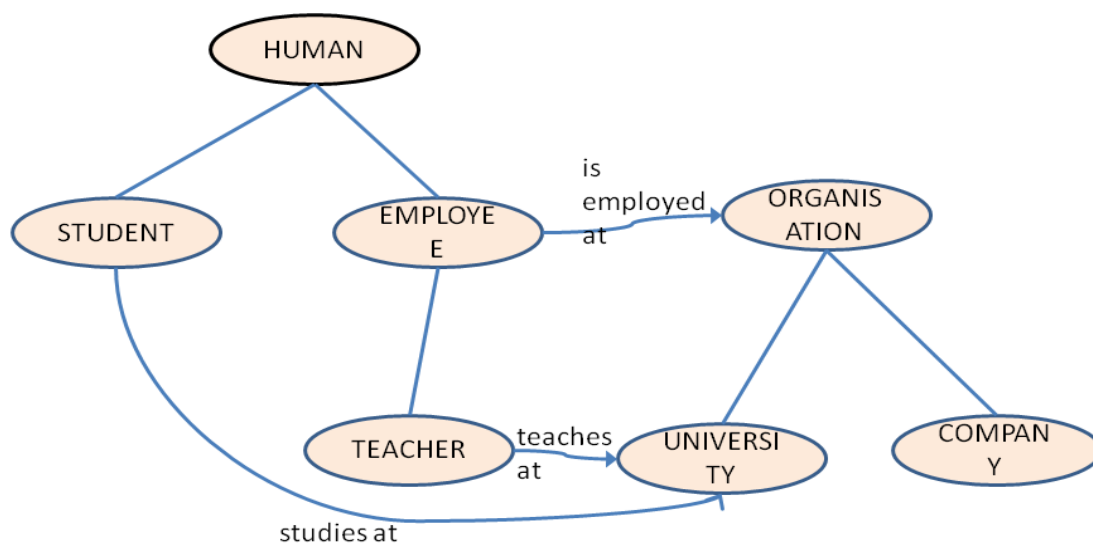 HUMAN
STUDENT
EMPLOYE
E
is
employed
at
ORGANIS
ATION
TEACHER
teaches
at
UNIVERSI
TY
COMPAN
Y
studies at